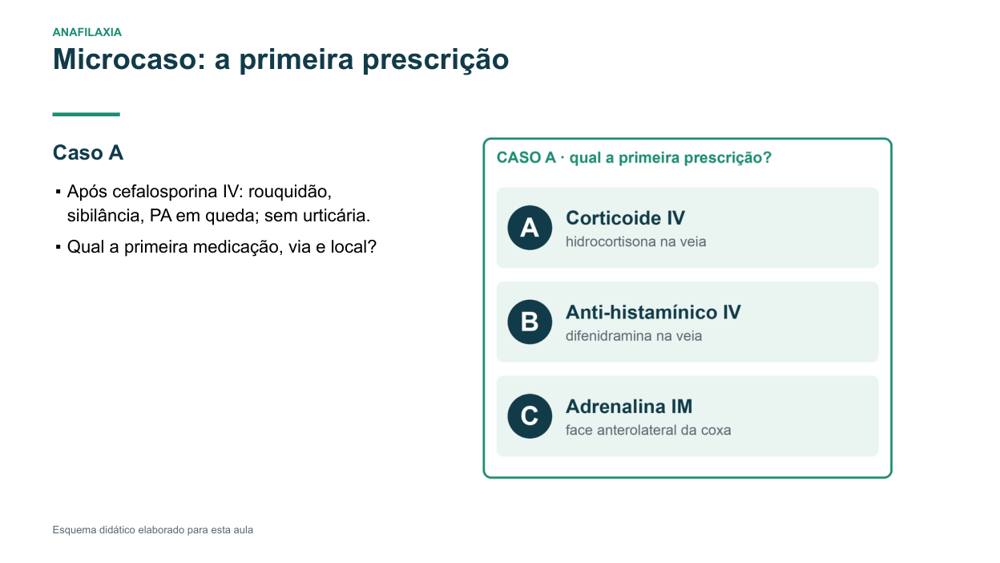 ANAFILAXIA
Microcaso: a primeira prescrição
Caso A
▪ Após cefalosporina IV: rouquidão,
sibilância, PA em queda; sem urticária.
▪ Qual a primeira medicação, via e local?
CASO A · qual a primeira prescrição?
A
Corticoide IV
hidrocortisona na veia
B
Anti-histamínico IV
difenidramina na veia
C
Adrenalina IM
face anterolateral da coxa
Esquema didático elaborado para esta aula